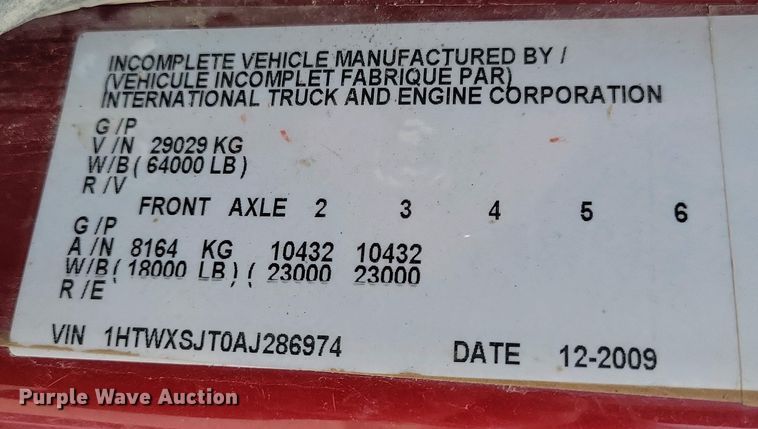 INCOMPLETE VEHICLE MANUFACTURED BY /
(VEHICULE INCOMPLET FABRIQUE PAR)
INTERNATIONAL TRUCK AND ENGINE CORPORATION
G /P
V /N 29029 KG
W/B ( 64000 LB )
R /V
FRONT AXLE 2 3 4 5 6
G /P
A /N 8164 KG 10432 10432
W/B ( 18000 LB) ( 23000 23000
R /E
VIN 1HTWXSJT0AJ286974 DATE 12-2009
Purple Wave Auction